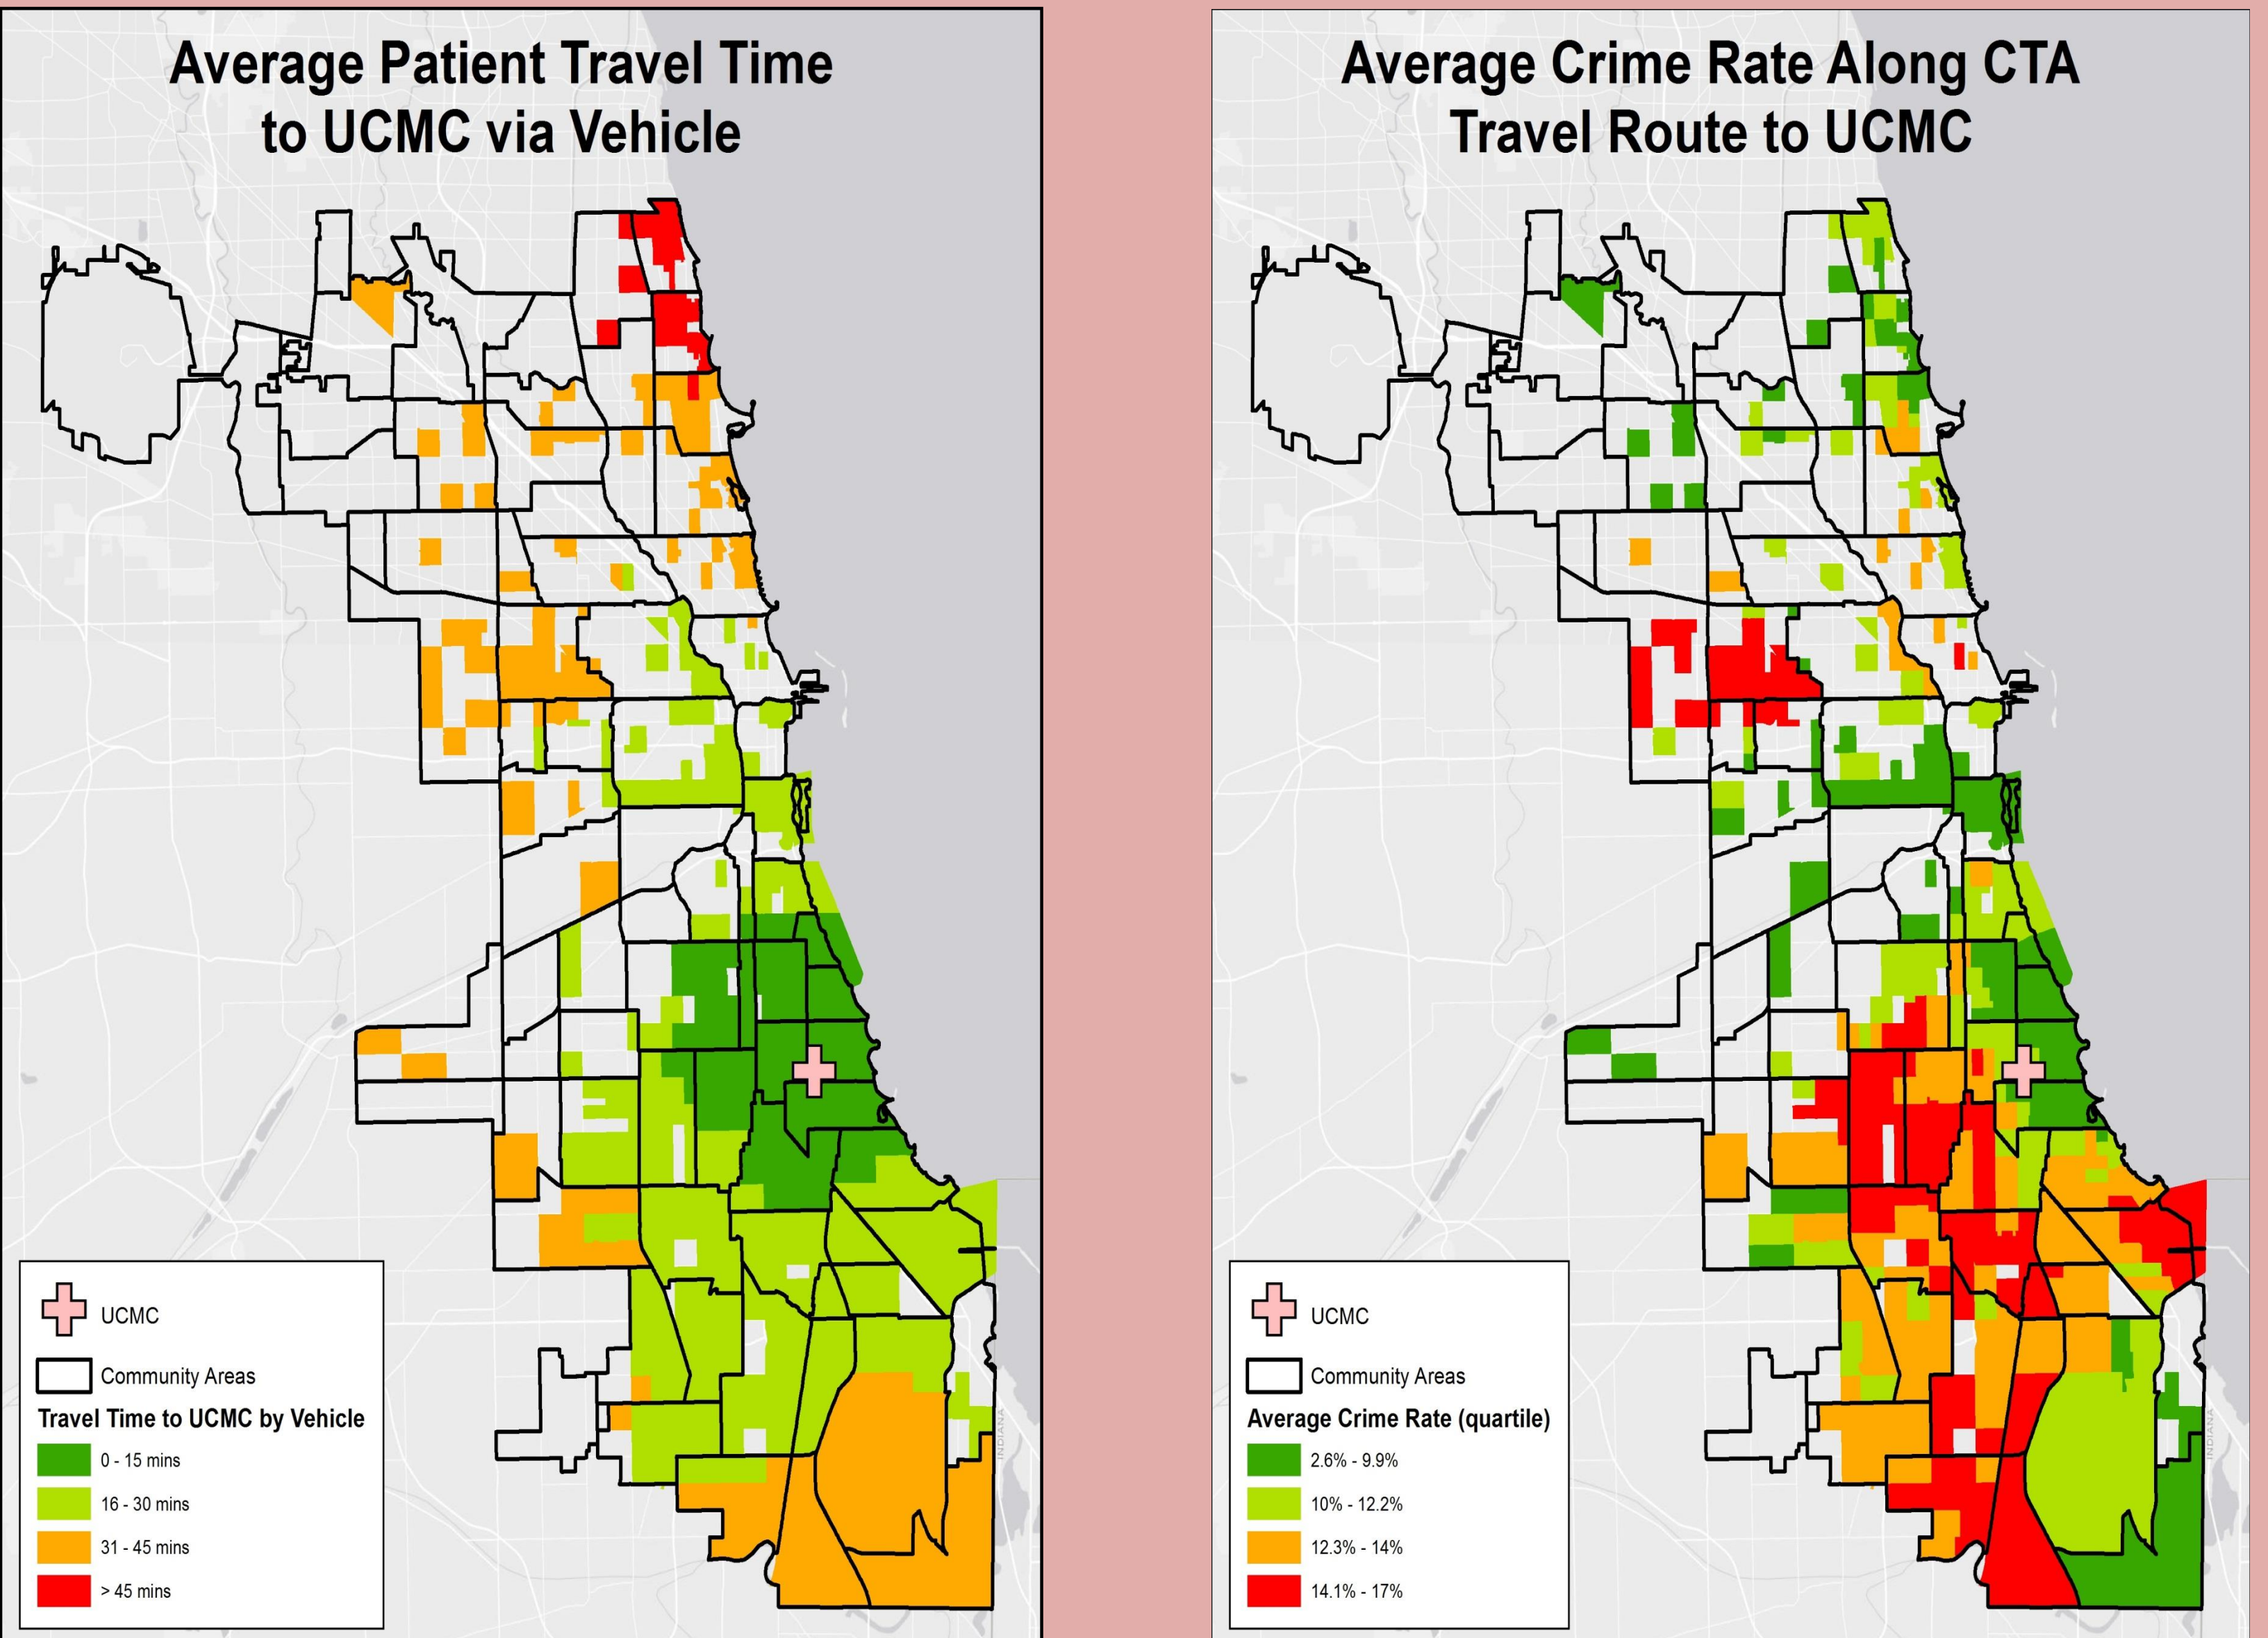 Average Patient Travel Time
to UCMC via Vehicle
UCMC
Community Areas
Travel Time to UCMC by Vehicle
0 - 15 mins
16 - 30 mins
31 - 45 mins
> 45 mins
INDIANA
Average Crime Rate Along CTA
Travel Route to UCMC
UCMC
Community Areas
Average Crime Rate (quartile)
2.6% - 9.9%
10% - 12.2%
12.3% - 14%
14.1% - 17%
INDIANA